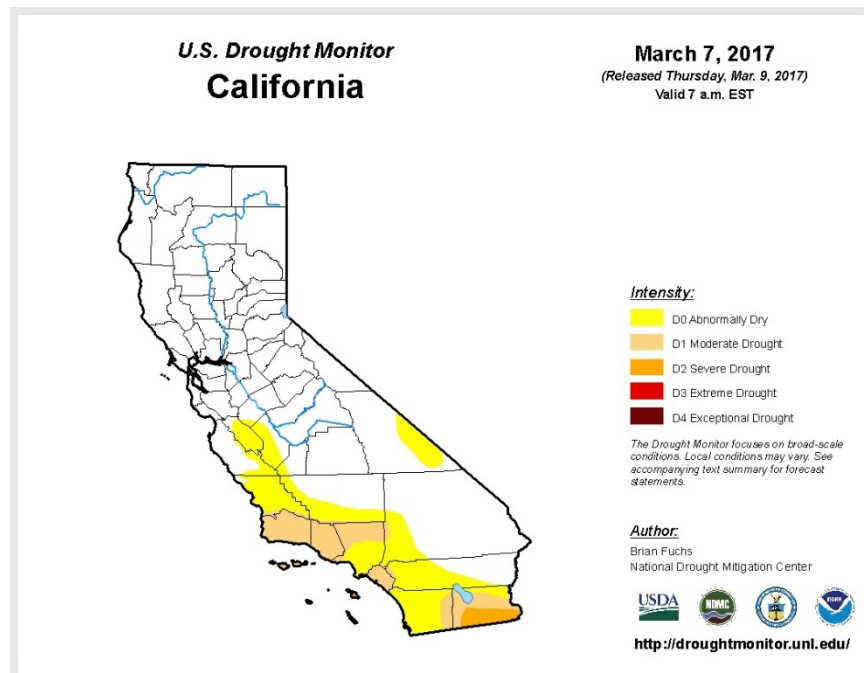 U.S. Drought Monitor
California
March 7, 2017
(Released Thursday, Mar. 9, 2017)
Valid 7 a.m. EST
Intensity:
D0 Abnormally Dry
D1 Moderate Drought
D2 Severe Drought
D3 Extreme Drought
D4 Exceptional Drought
The Drought Monitor focuses on broad-scale
conditions. Local conditions may vary. See
accompanying text summary for forecast
statements.
Author:
Brian Fuchs
National Drought Mitigation Center
USDA
NDMC
NOAA
http://droughtmonitor.unl.edu/